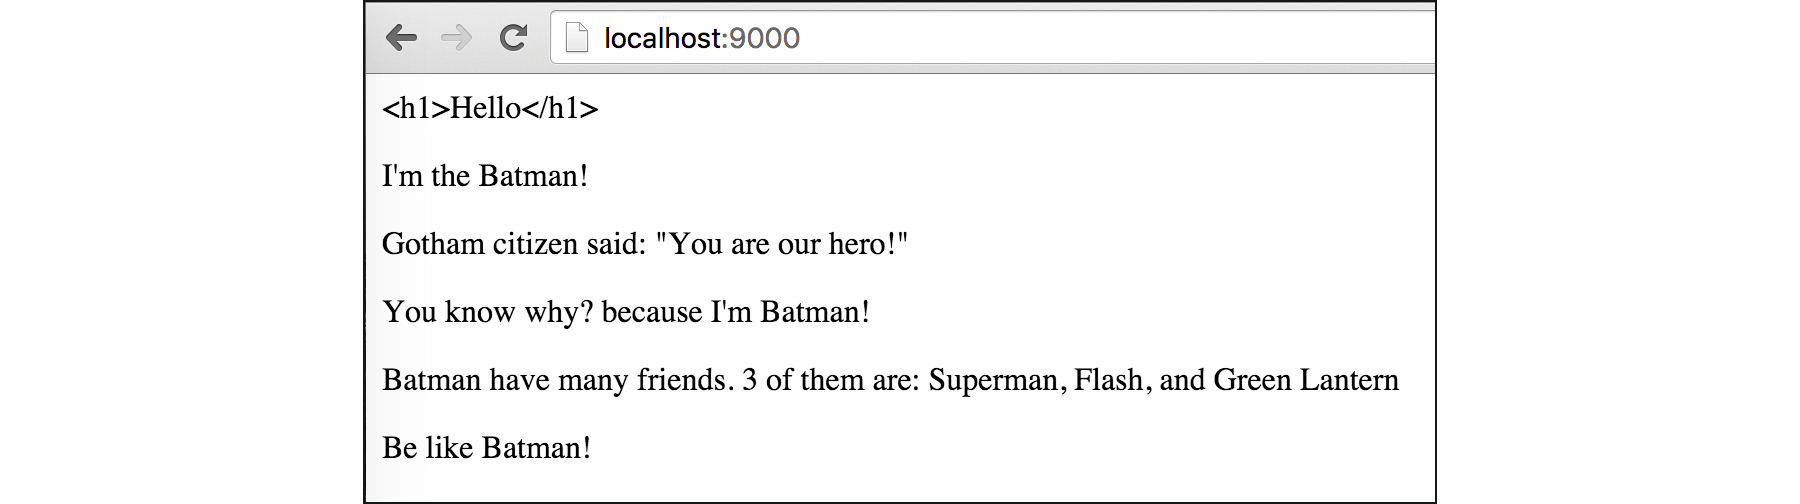 localhost:9000
<h1>Hello</h1>
I'm the Batman!
Gotham citizen said: "You are our hero!"
You know why? because I'm Batman!
Batman have many friends. 3 of them are: Superman, Flash, and Green Lantern
Be like Batman!